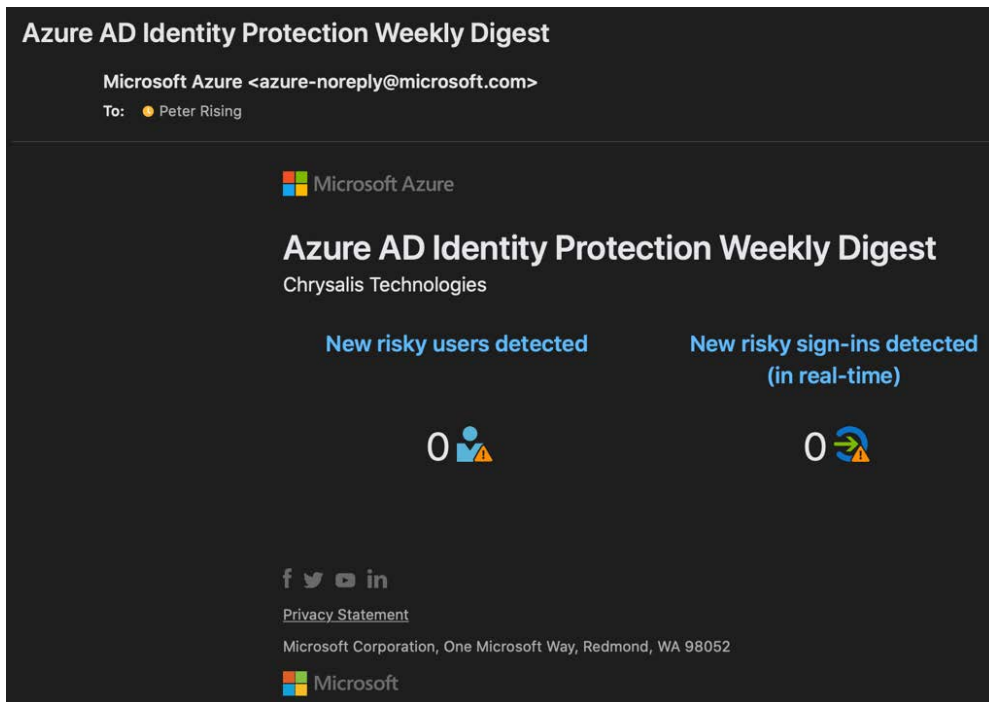 Azure AD Identity Protection Weekly Digest
Microsoft Azure <azure-noreply@microsoft.com>
To: Peter Rising
Microsoft Azure
Azure AD Identity Protection Weekly Digest
Chrysalis Technologies
New risky users detected
New risky sign-ins detected
(in real-time)
0
0
Privacy Statement
Microsoft Corporation, One Microsoft Way, Redmond, WA 98052
Microsoft